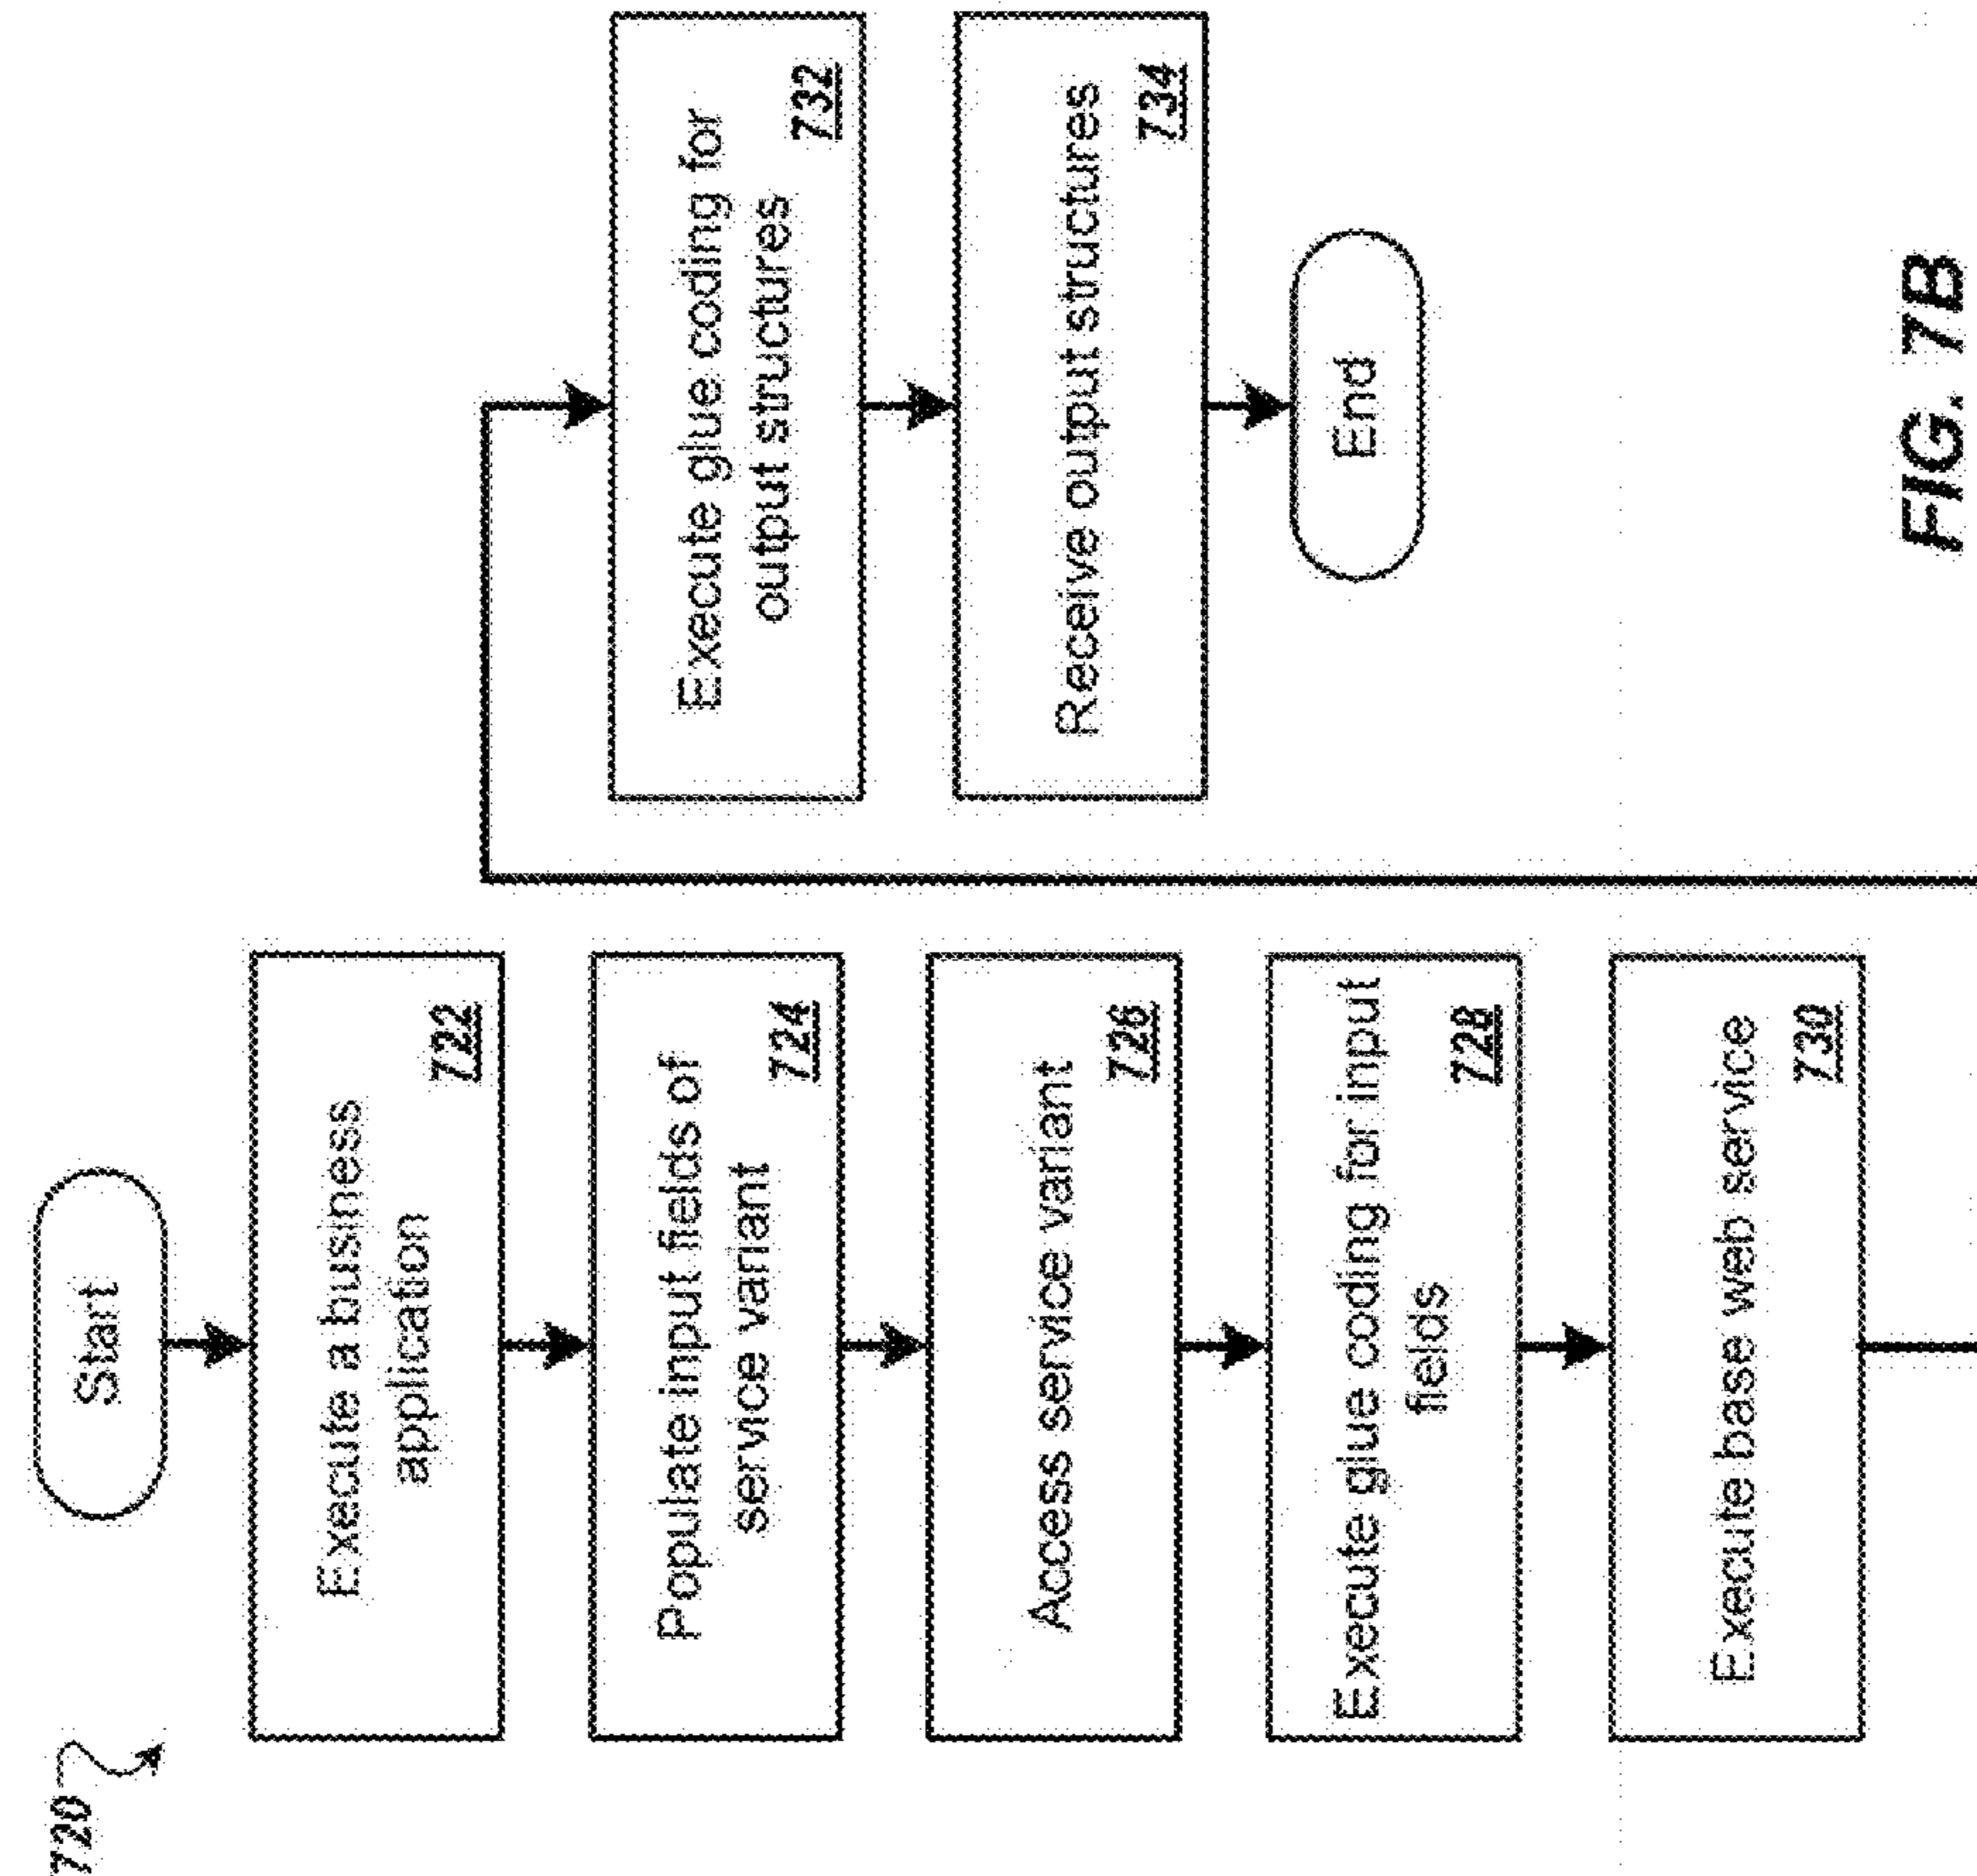 720
Start
Execute a business
application
722
Populate input fields of
service variant
724
Access service variant
726
Execute glue coding for input
fields
728
Execute base web service
730
Execute glue coding for
output structures
732
Receive output structures
734
End
FIG. 7B